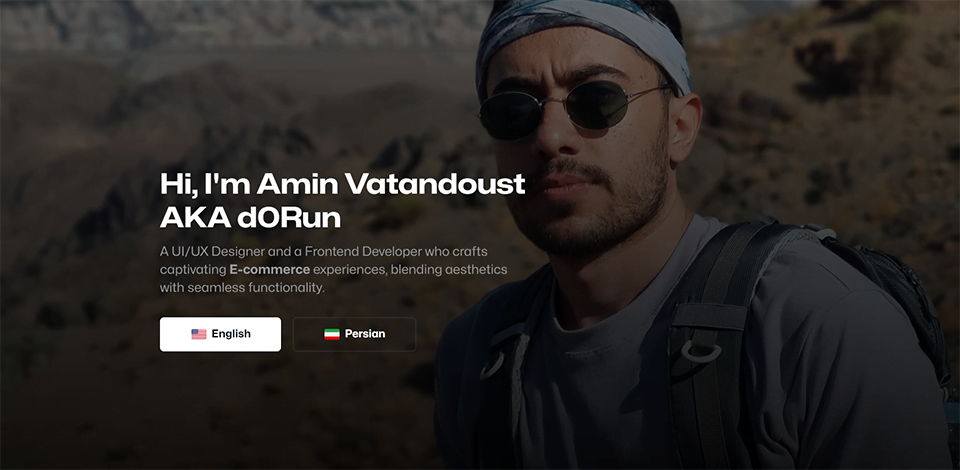 Hi, I'm Amin Vatandoust
AKA d0Run
A UI/UX Designer and a Frontend Developer who crafts
captivating E-commerce experiences, blending aesthetics
with seamless functionality.
English
Persian